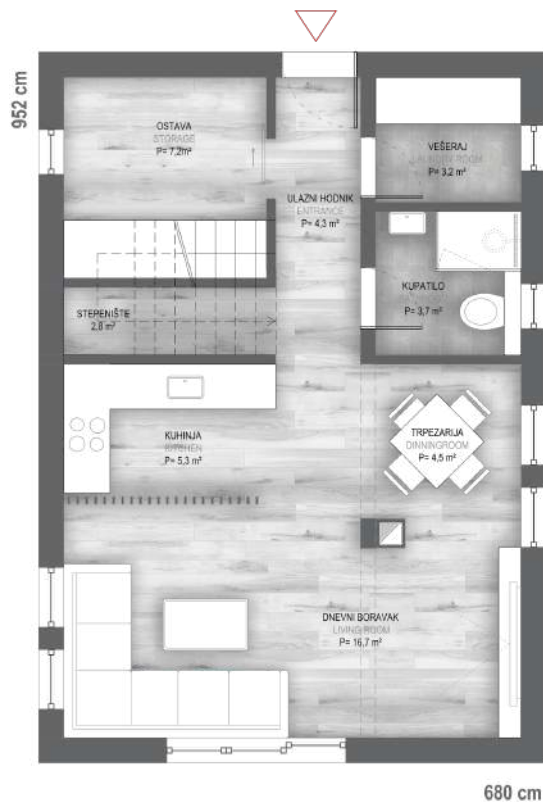 952 cm
OSTAVA
STORAGE
P= 7,2m²
VEŠERAJ
LAUNDRY ROOM
P= 3,2 m²
ULAZNI HODNIK
ENTRANCE
P= 4,3 m²
KUPATILO
P= 3,7 m²
STEPENIŠTE
2,8 m²
KUHINJA
KITCHEN
P= 5,3 m²
TRPEZARIJA
DINNINGROOM
P= 4,5 m²
DNEVNI BORAVAK
LIVING ROOM
P= 16,7 m²
680 cm